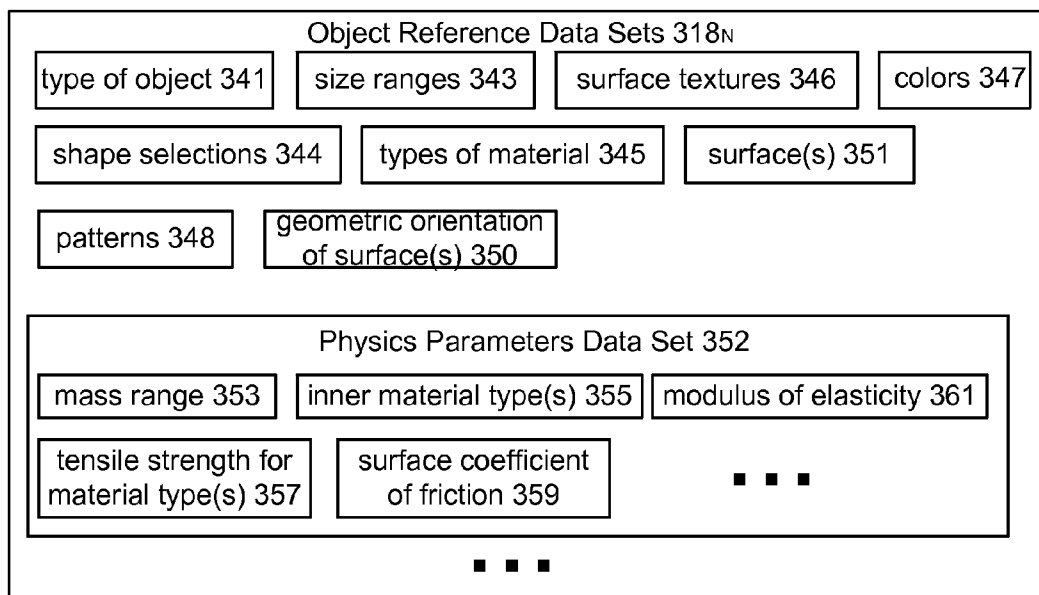 Object Reference Data Sets 318N
type of object 341
size ranges 343
surface textures 346
colors 347
shape selections 344
types of material 345
surface(s) 351
patterns 348
geometric orientation
of surface(s) 350
Physics Parameters Data Set 352
mass range 353
inner material type(s) 355
modulus of elasticity 361
tensile strength for
material type(s) 357
surface coefficient
of friction 359